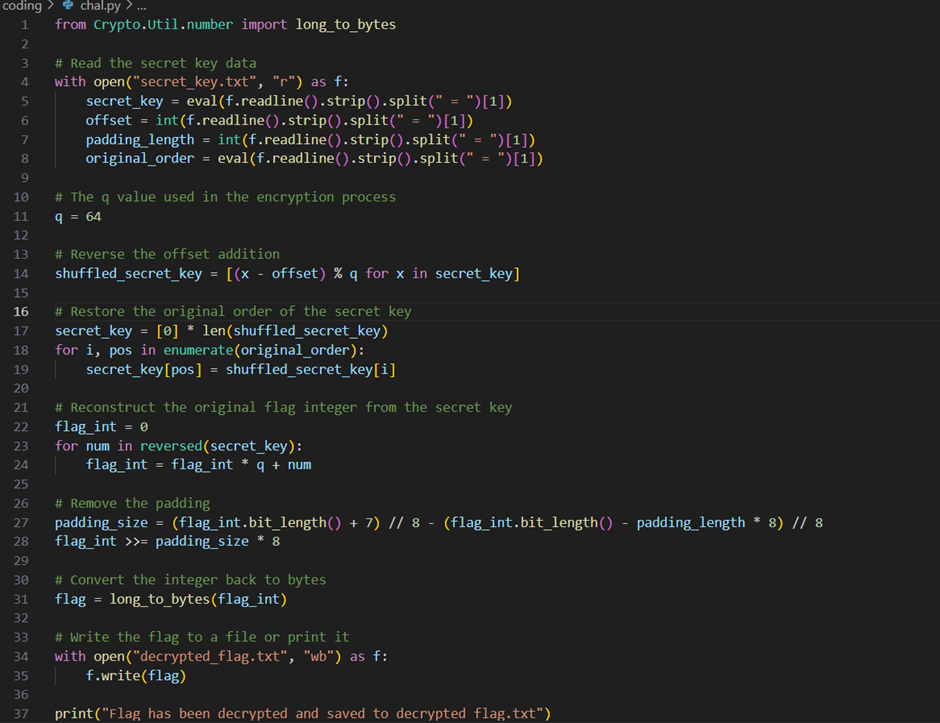 coding > chal.py > ...
1 from Crypto.Util.number import long_to_bytes
2
3 # Read the secret key data
4 with open("secret_key.txt", "r") as f:
5     secret_key = eval(f.readline().strip().split(" = ")[1])
6     offset = int(f.readline().strip().split(" = ")[1])
7     padding_length = int(f.readline().strip().split(" = ")[1])
8     original_order = eval(f.readline().strip().split(" = ")[1])
9
10 # The q value used in the encryption process
11 q = 64
12
13 # Reverse the offset addition
14 shuffled_secret_key = [(x - offset) % q for x in secret_key]
15
16 # Restore the original order of the secret key
17 secret_key = [0] * len(shuffled_secret_key)
18 for i, pos in enumerate(original_order):
19     secret_key[pos] = shuffled_secret_key[i]
20
21 # Reconstruct the original flag integer from the secret key
22 flag_int = 0
23 for num in reversed(secret_key):
24     flag_int = flag_int * q + num
25
26 # Remove the padding
27 padding_size = (flag_int.bit_length() + 7) // 8 - (flag_int.bit_length() - padding_length * 8) // 8
28 flag_int >>= padding_size * 8
29
30 # Convert the integer back to bytes
31 flag = long_to_bytes(flag_int)
32
33 # Write the flag to a file or print it
34 with open("decrypted_flag.txt", "wb") as f:
35     f.write(flag)
36
37 print("Flag has been decrypted and saved to decrypted_flag.txt")